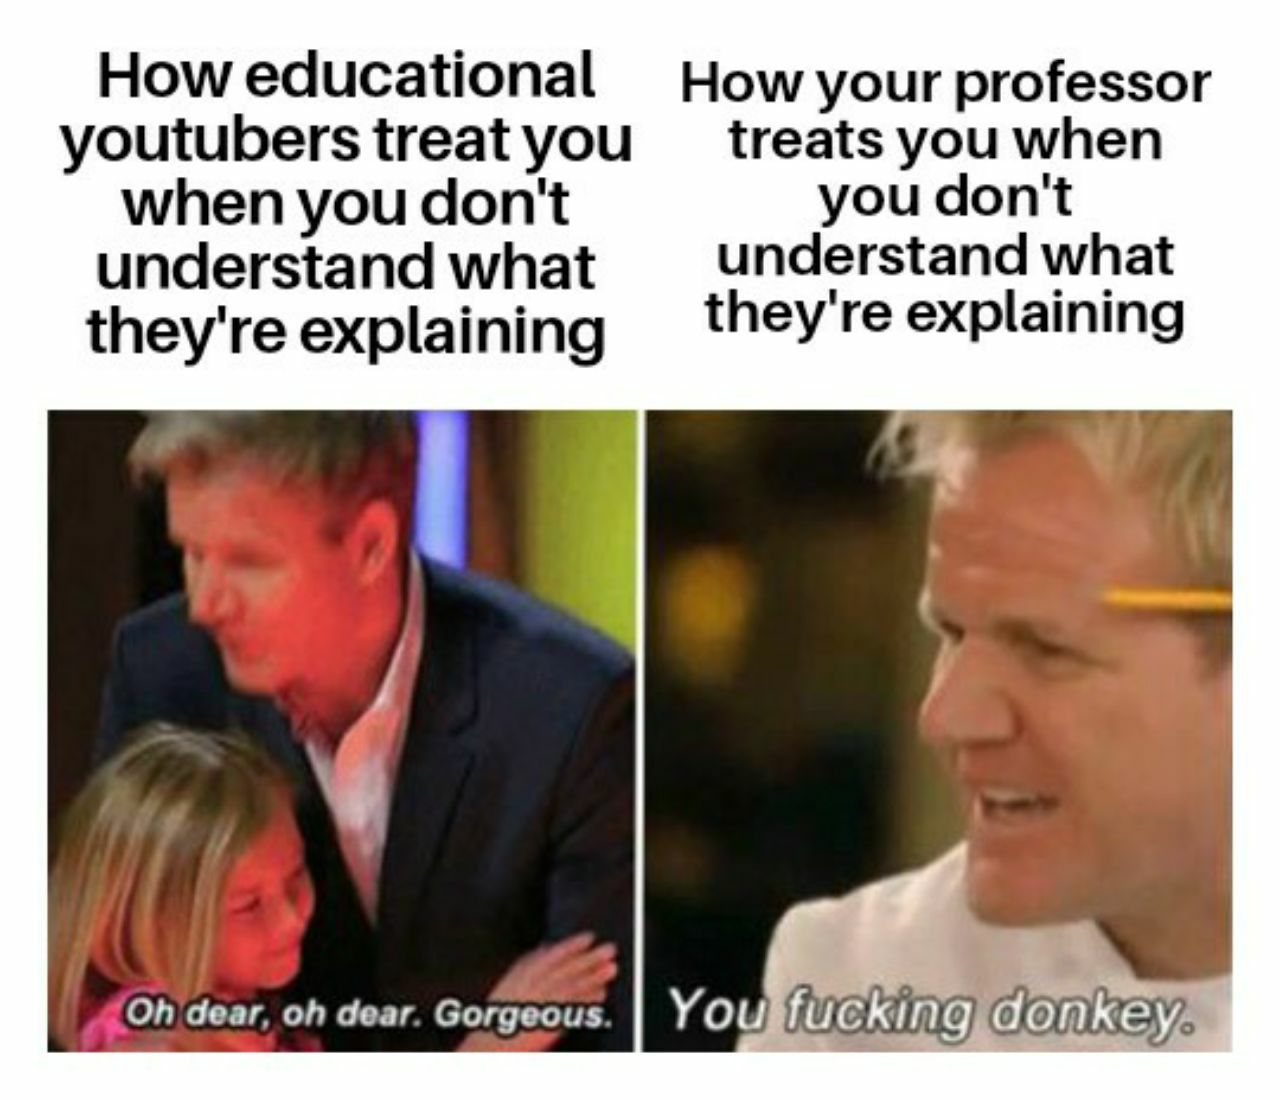 How educational
youtubers treat you
when you don't
understand what
they're explaining
How your professor
treats you when
you don't
understand what
they're explaining
Oh dear, oh dear. Gorgeous.
You fucking donkey.